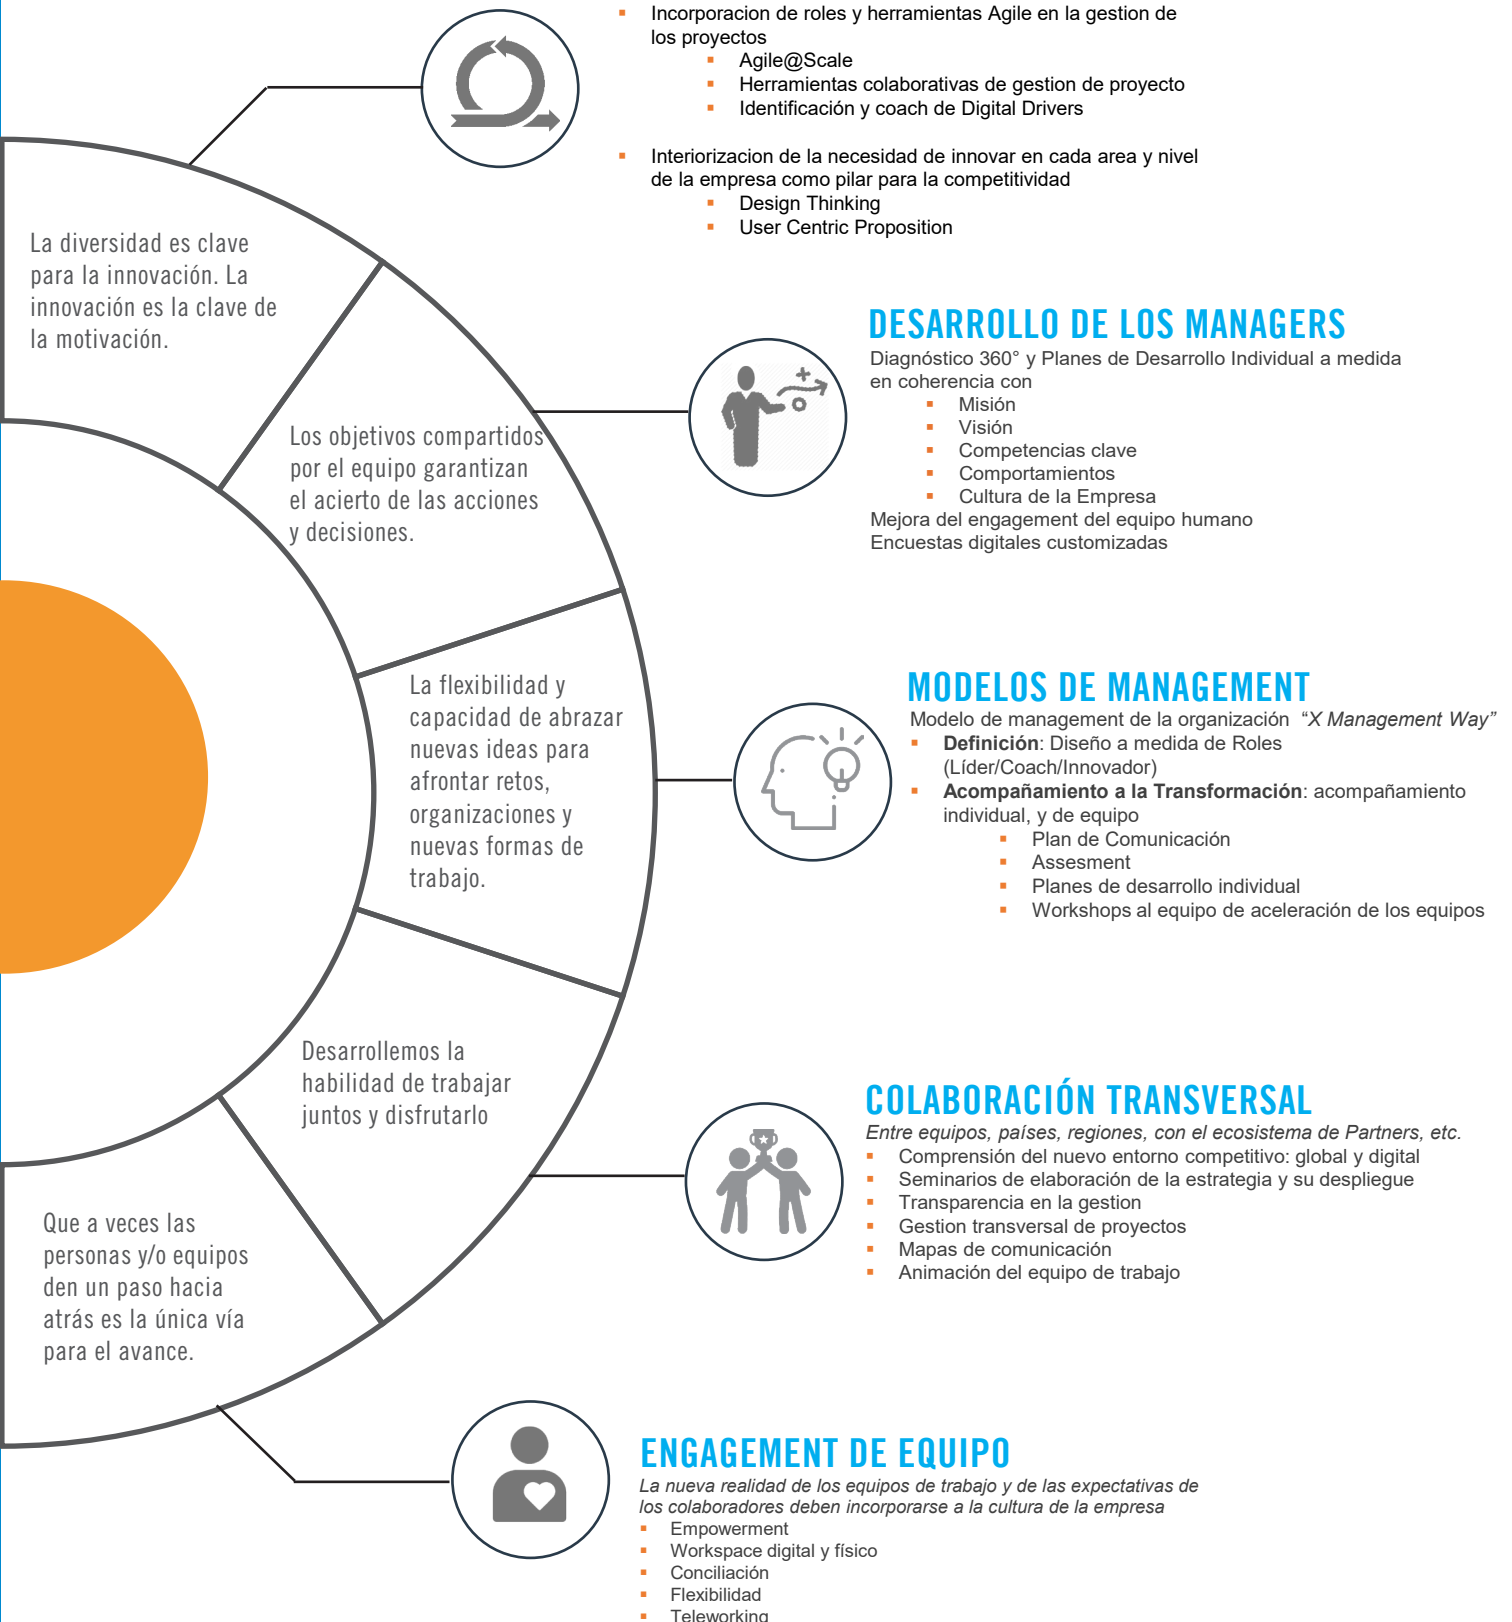 Incorporacion de roles y herramientas Agile en la gestion de
los proyectos
Agile@Scale
Herramientas colaborativas de gestion de proyecto
Identificación y coach de Digital Drivers
Interiorizacion de la necesidad de innovar en cada area y nivel
de la empresa como pilar para la competitividad
Design Thinking
User Centric Proposition
La diversidad es clave
para la innovación. La
innovación es la clave de
la motivación.
DESARROLLO DE LOS MANAGERS
Diagnóstico 360° y Planes de Desarrollo Individual a medida
en coherencia con
Misión
Visión
Competencias clave
Comportamientos
Cultura de la Empresa
Mejora del engagement del equipo humano
Encuestas digitales customizadas
Los objetivos compartidos
por el equipo garantizan
el acierto de las acciones
y decisiones.
MODELOS DE MANAGEMENT
Modelo de management de la organización “X Management Way”
Definición: Diseño a medida de Roles
(Líder/Coach/Innovador)
Acompañamiento a la Transformación: acompañamiento
individual, y de equipo
Plan de Comunicación
Assesment
Planes de desarrollo individual
Workshops al equipo de aceleración de los equipos
La flexibilidad y
capacidad de abrazar
nuevas ideas para
afrontar retos,
organizaciones y
nuevas formas de
trabajo.
COLABORACIÓN TRANSVERSAL
Entre equipos, países, regiones, con el ecosistema de Partners, etc.
Comprensión del nuevo entorno competitivo: global y digital
Seminarios de elaboración de la estrategia y su despliegue
Transparencia en la gestion
Gestion transversal de proyectos
Mapas de comunicación
Animación del equipo de trabajo
Desarrollemos la
habilidad de trabajar
juntos y disfrutarlo
Que a veces las
personas y/o equipos
den un paso hacia
atrás es la única vía
para el avance.
ENGAGEMENT DE EQUIPO
La nueva realidad de los equipos de trabajo y de las expectativas de
los colaboradores deben incorporarse a la cultura de la empresa
Empowerment
Workspace digital y físico
Conciliación
Flexibilidad
Teleworking